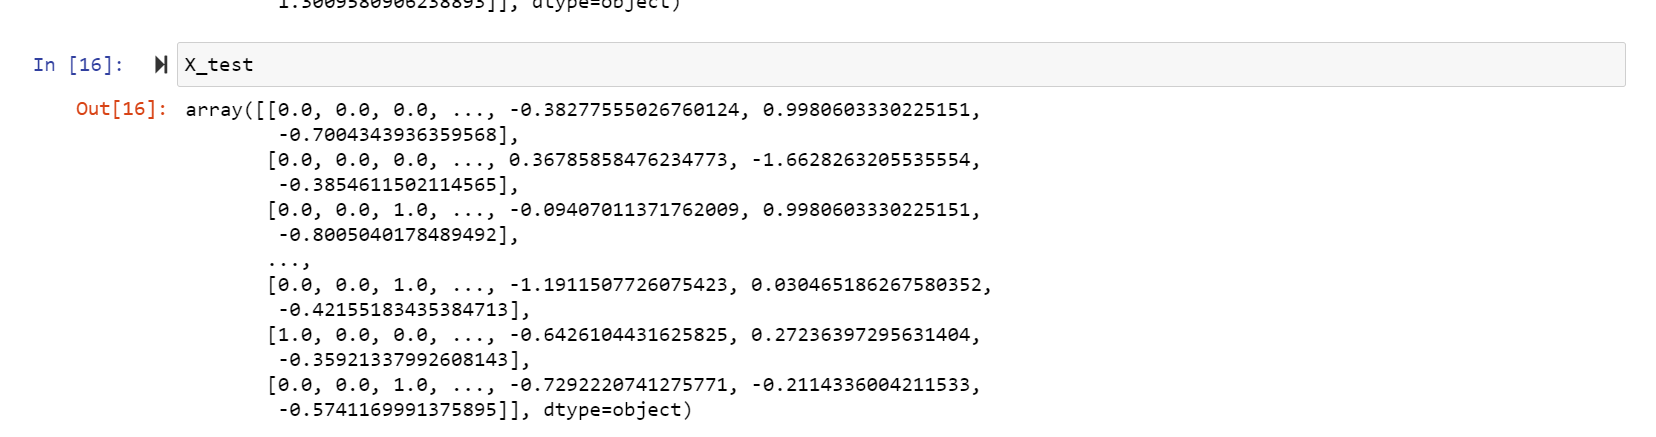 1.3009580906238893]], dtype=object)
In [16]: X_test
Out[16]: array([[0.0, 0.0, 0.0, ..., -0.38277555026760124, 0.9980603330225151,
-0.7004343936359568],
[0.0, 0.0, 0.0, ..., 0.36785858476234773, -1.6628263205535554,
-0.3854611502114565],
[0.0, 0.0, 1.0, ..., -0.09407011371762009, 0.9980603330225151,
-0.8005040178489492],
...,
[0.0, 0.0, 1.0, ..., -1.1911507726075423, 0.030465186267580352,
-0.42155183435384713],
[1.0, 0.0, 0.0, ..., -0.6426104431625825, 0.27236397295631404,
-0.35921337992608143],
[0.0, 0.0, 1.0, ..., -0.7292220741275771, -0.2114336004211533,
-0.5741169991375895]], dtype=object)